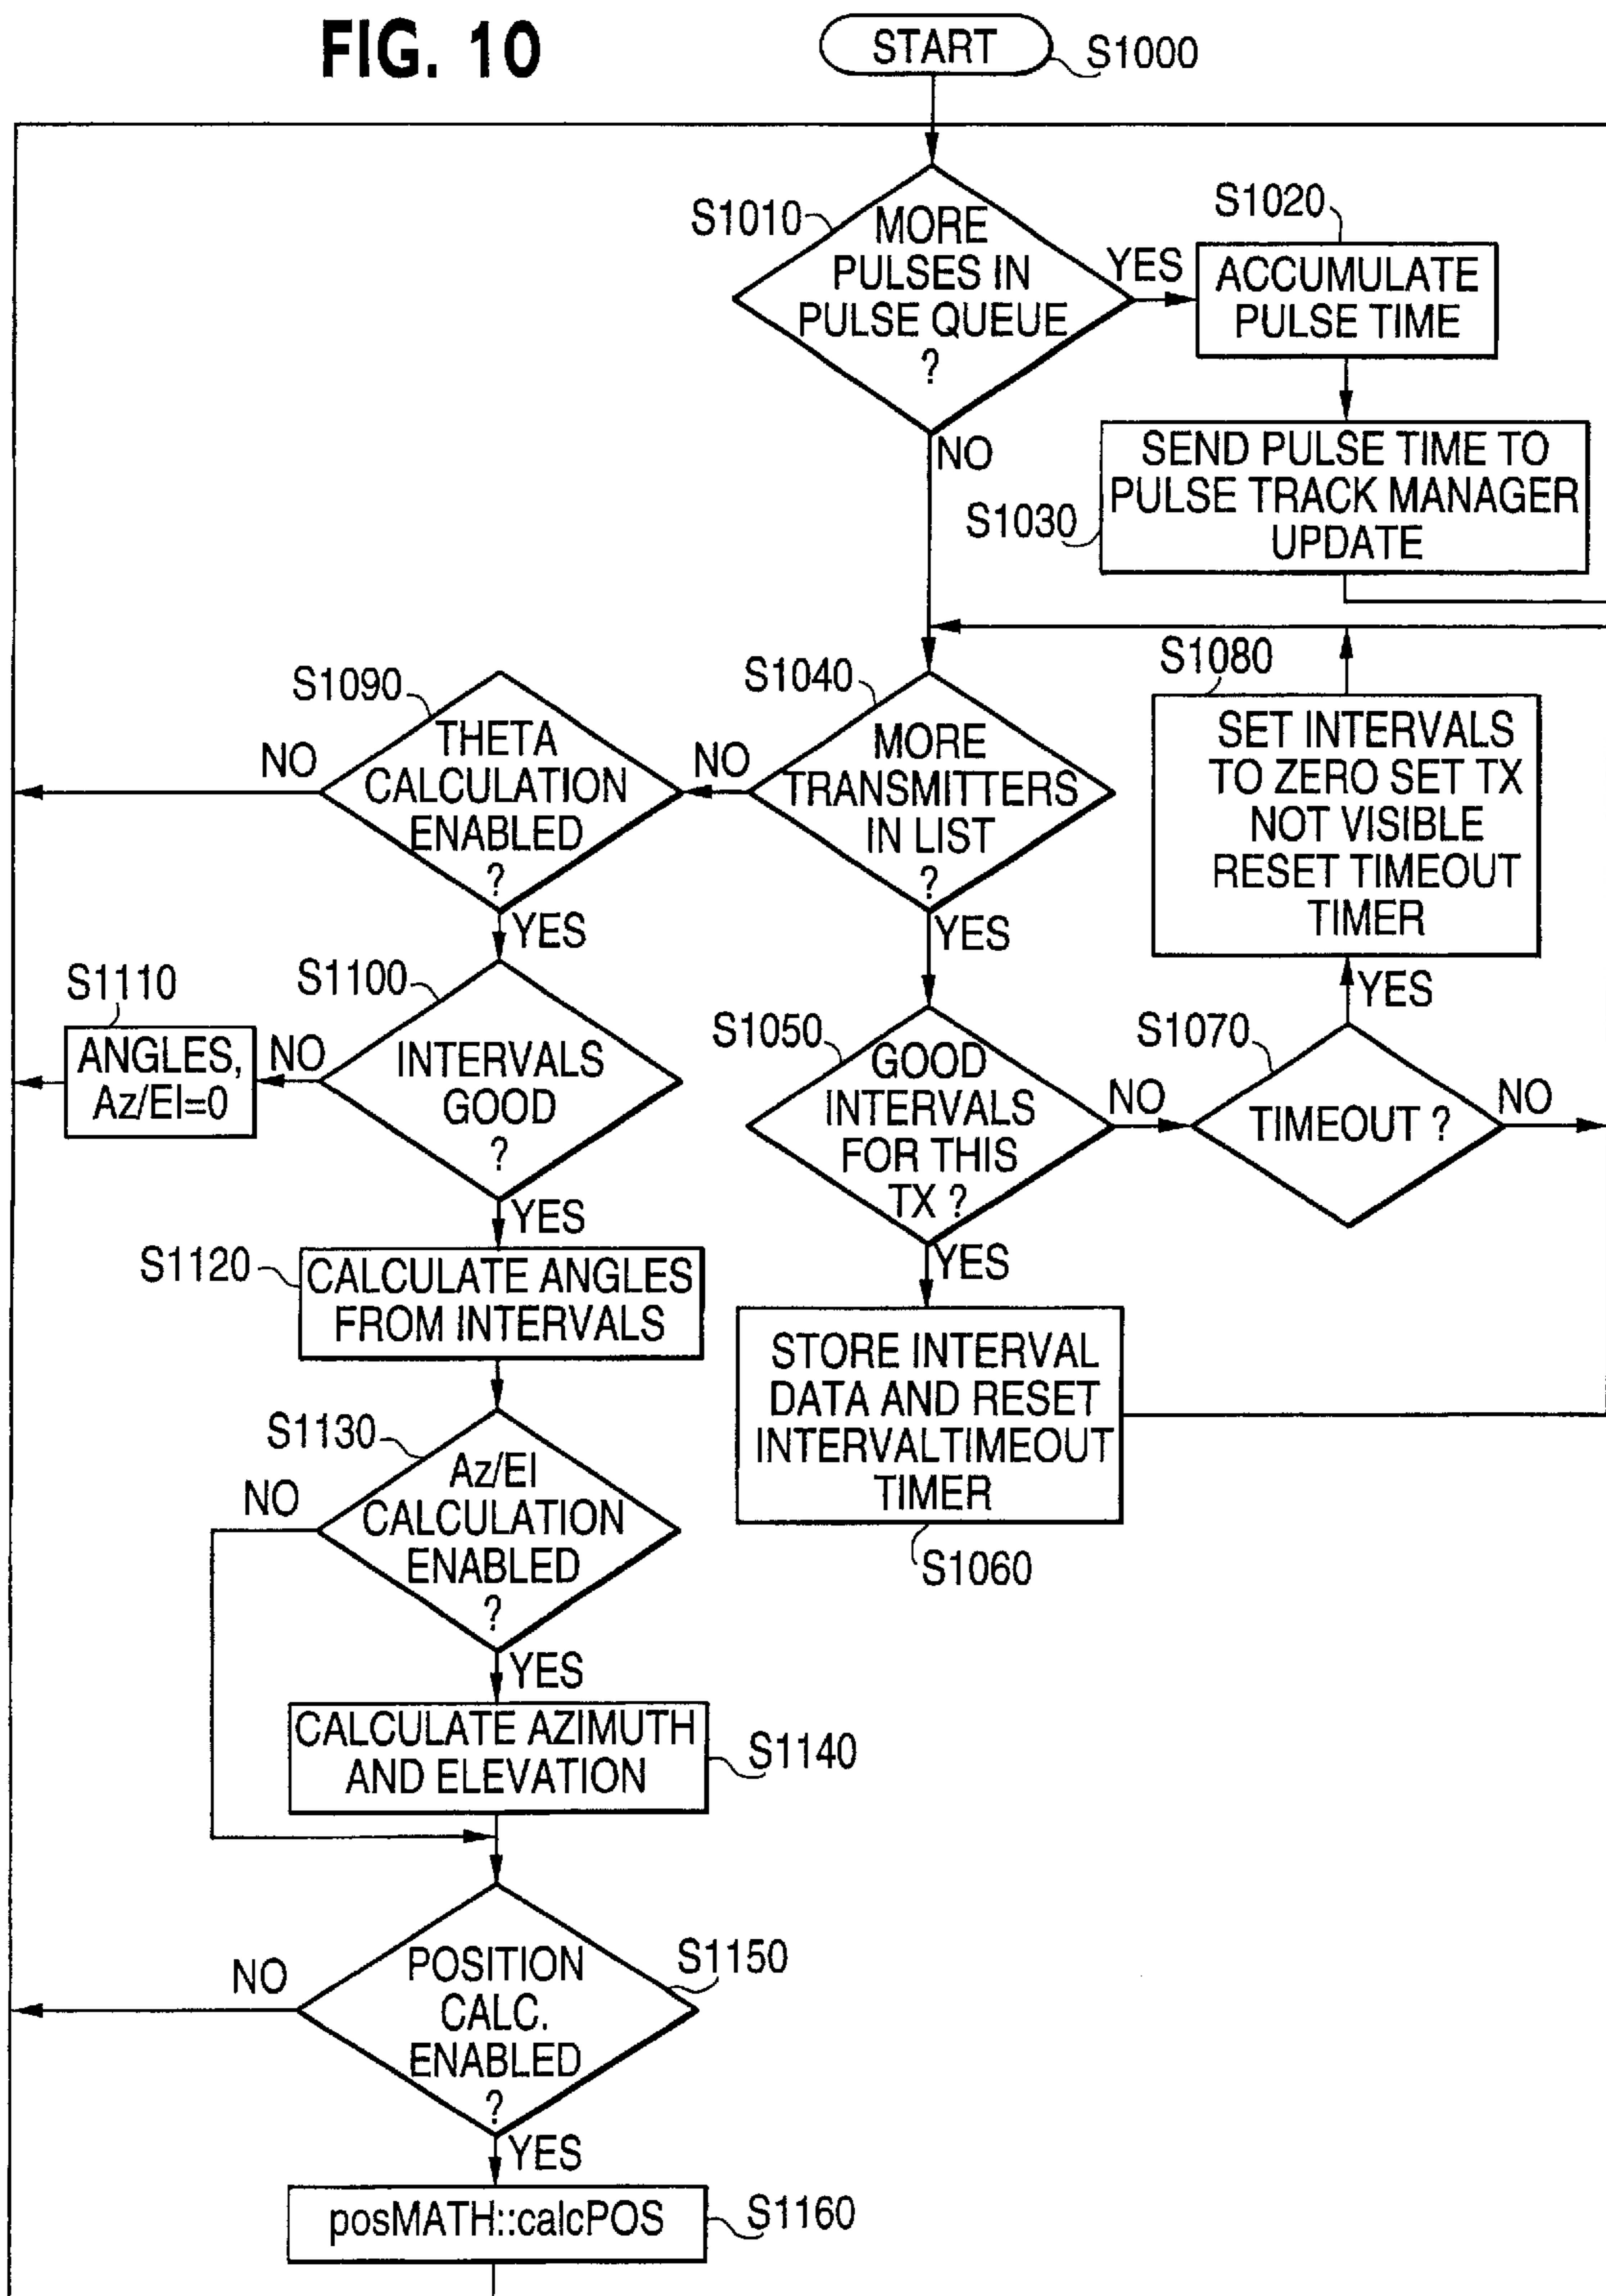 FIG. 10
START
S1000
S1010
MORE
PULSES IN
PULSE QUEUE
?
YES
NO
S1020
ACCUMULATE
PULSE TIME
SEND PULSE TIME TO
PULSE TRACK MANAGER
UPDATE
S1030
S1040
MORE
TRANSMITTERS
IN LIST
?
NO
YES
S1050
GOOD
INTERVALS
FOR THIS
TX ?
NO
YES
STORE INTERVAL
DATA AND RESET
INTERVALTIMEOUT
TIMER
S1060
S1070
TIMEOUT ?
NO
YES
S1080
SET INTERVALS
TO ZERO SET TX
NOT VISIBLE
RESET TIMEOUT
TIMER
S1090
THETA
CALCULATION
ENABLED
?
NO
YES
S1100
INTERVALS
GOOD
?
NO
YES
S1110
ANGLES,
Az/El=0
S1120
CALCULATE ANGLES
FROM INTERVALS
S1130
Az/El
CALCULATION
ENABLED
?
NO
YES
CALCULATE AZIMUTH
AND ELEVATION
S1140
POSITION
CALC.
ENABLED
?
S1150
NO
YES
posMATH::calcPOS
S1160